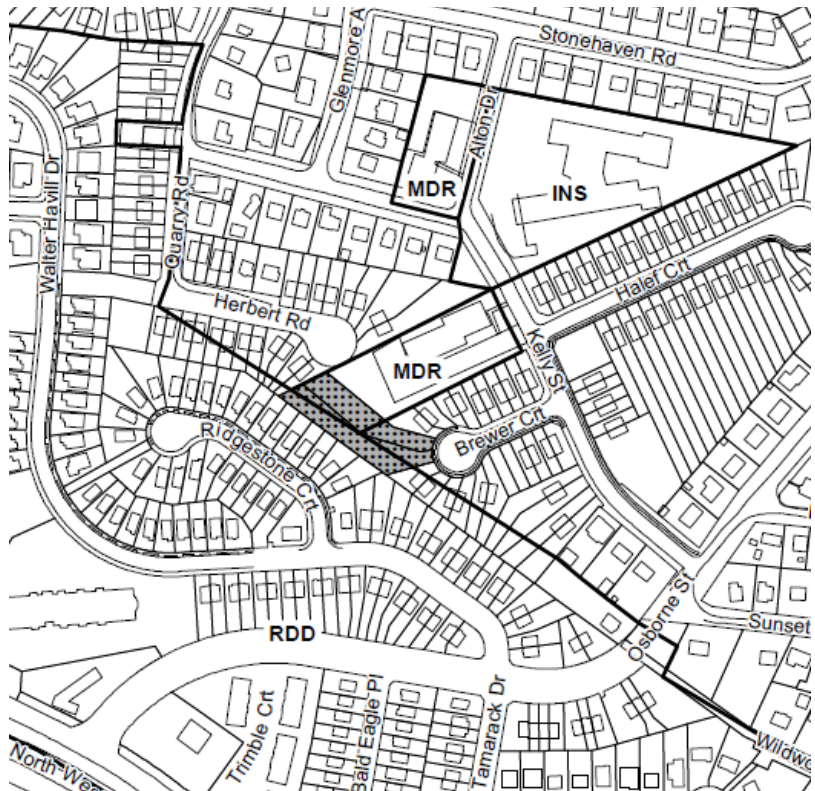 Stonehaven Rd
Glenmore A
Alton Dr
MDR
INS
Walter Havill Dr
Quarry Rd
Halef Crt
Herbert Rd
Kelly St
MDR
Brewer Crt
Ridgestone Crt
Osborne St
Sunset
RDD
Trimble Crt
Bald Eagle Pl
Tamarack Dr
North-We
Wildwo